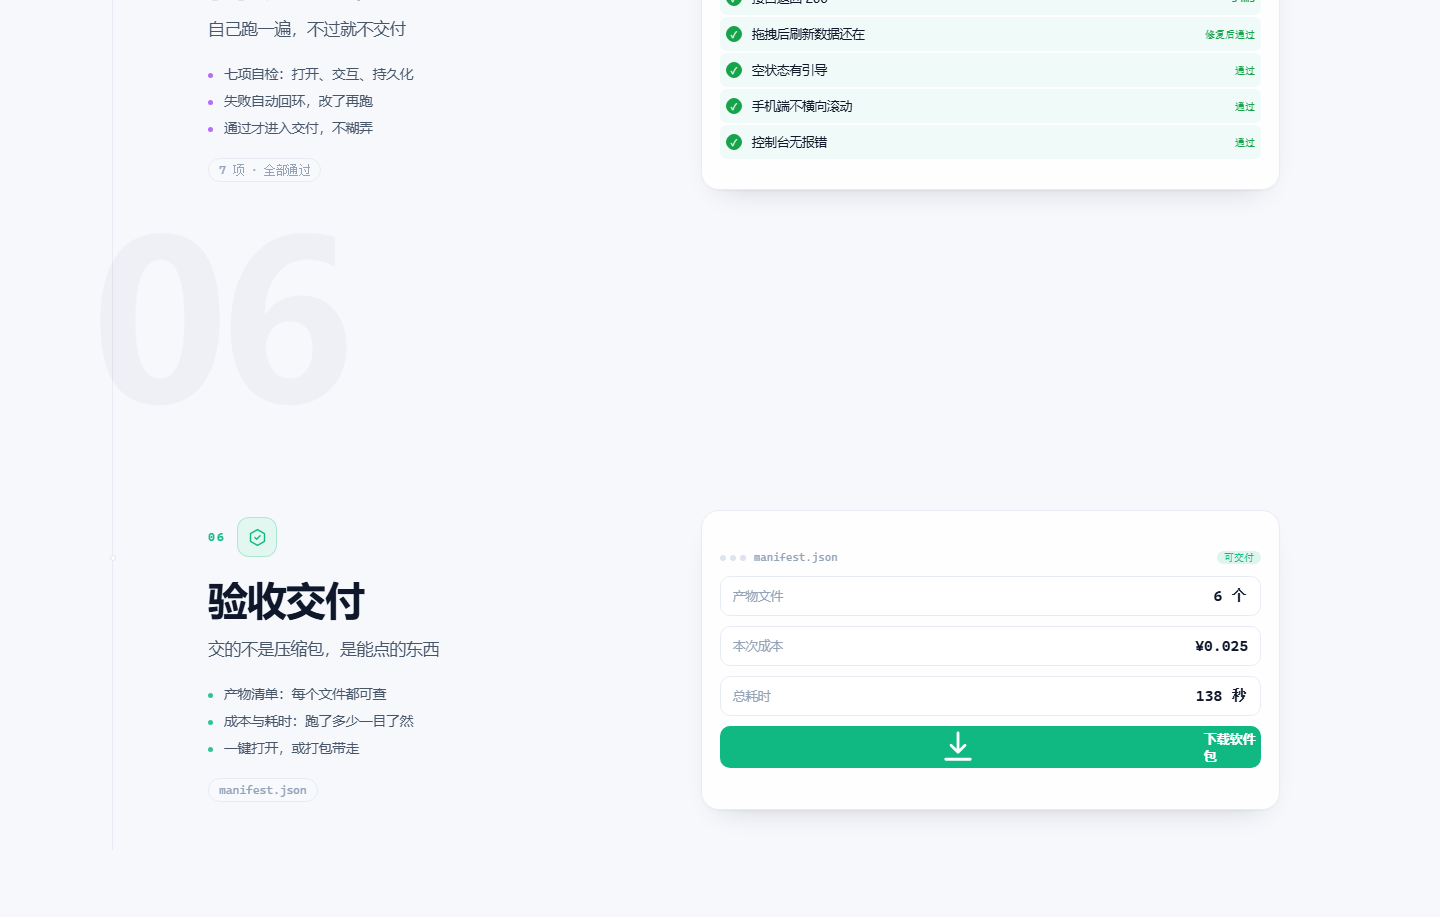 自己跑一遍，不过就不交付
七项自检：打开、交互、持久化
失败自动回环，改了再跑
通过才进入交付，不糊弄
7 项 · 全部通过
拖拽后刷新数据还在
修复后通过
空状态有引导
通过
手机端不横向滚动
通过
控制台无报错
通过
06
06
验收交付
交的不是压缩包，是能点的东西
产物清单：每个文件都可查
成本与耗时：跑了多少一目了然
一键打开，或打包带走
manifest.json
manifest.json
可交付
产物文件
6 个
本次成本
¥0.025
总耗时
138 秒
下载软件
包